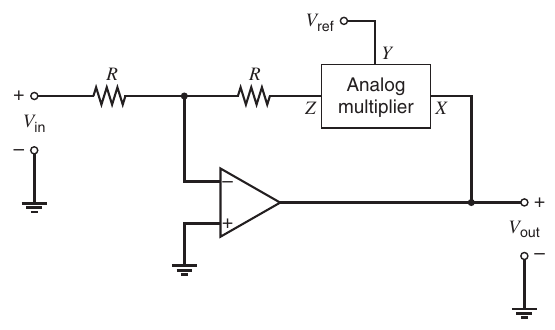 V_ref
Y
R
R
Analog
multiplier
+
Z
X
V_in
−
−
+
+
V_out
−